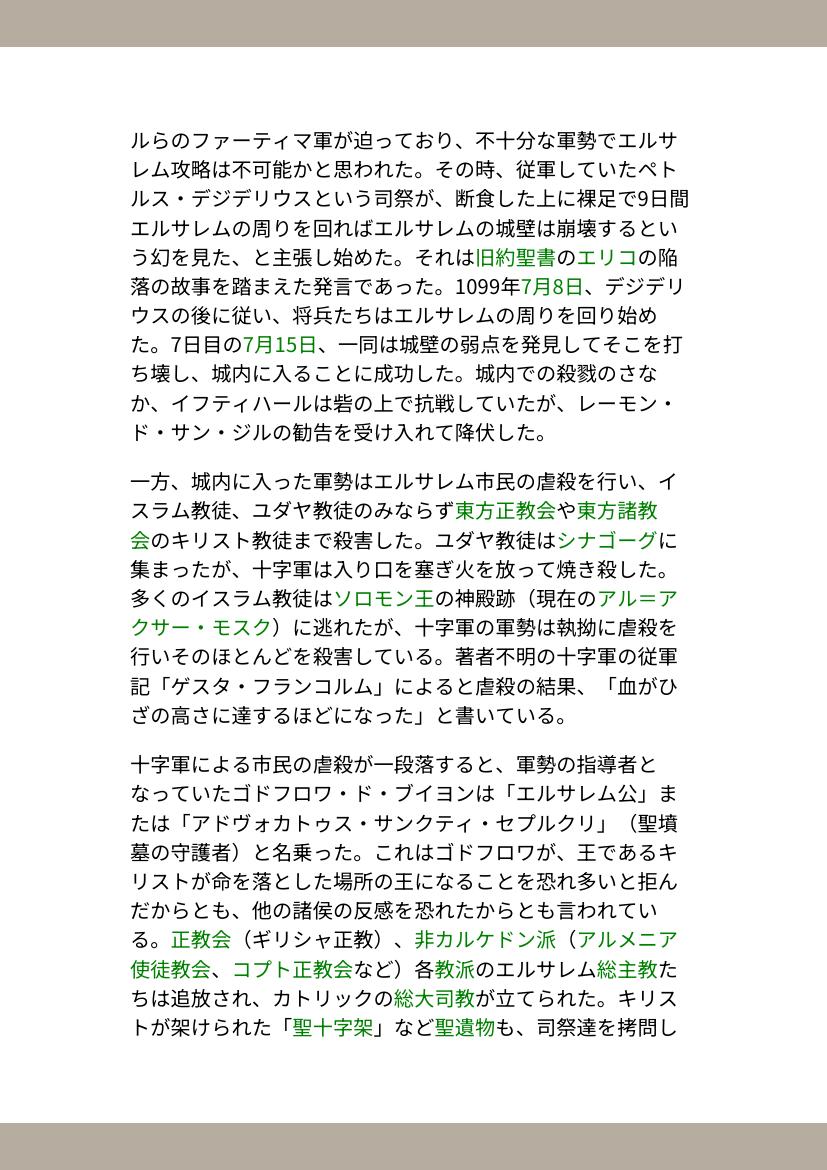 ルらのファーティマ軍が迫っており、不十分な軍勢でエルサ
レム攻略は不可能かと思われた。その時、従軍していたペト
ルス・デジデリウスという司祭が、断食した上に裸足で9日間
エルサレムの周りを回ればエルサレムの城壁は崩壊するとい
う幻を見た、と主張し始めた。それは旧約聖書のエリコの陥
落の故事を踏まえた発言であった。1099年7月8日、デジデリ
ウスの後に従い、将兵たちはエルサレムの周りを回り始め
た。7日目の7月15日、一同は城壁の弱点を発見してそこを打
ち壊し、城内に入ることに成功した。城内での殺戮のさな
か、イフティハールは砦の上で抗戦していたが、レーモン・
ド・サン・ジルの勧告を受け入れて降伏した。
一方、城内に入った軍勢はエルサレム市民の虐殺を行い、イ
スラム教徒、ユダヤ教徒のみならず東方正教会や東方諸教
会のキリスト教徒まで殺害した。ユダヤ教徒はシナゴーグに
集まったが、十字軍は入り口を塞ぎ火を放って焼き殺した。
多くのイスラム教徒はソロモン王の神殿跡（現在のアル＝ア
クサー・モスク）に逃れたが、十字軍の軍勢は執拗に虐殺を
行いそのほとんどを殺害している。著者不明の十字軍の従軍
記「ゲスタ・フランコルム」によると虐殺の結果、「血がひ
ざの高さに達するほどになった」と書いている。
十字軍による市民の虐殺が一段落すると、軍勢の指導者と
なっていたゴドフロワ・ド・ブイヨンは「エルサレム公」ま
たは「アドヴォカトゥス・サンクティ・セプルクリ」（聖墳
墓の守護者）と名乗った。これはゴドフロワが、王であるキ
リストが命を落とした場所の王になることを恐れ多いと拒ん
だからとも、他の諸侯の反感を恐れたからとも言われてい
る。正教会（ギリシャ正教）、非カルケドン派（アルメニア
使徒教会、コプト正教会など）各教派のエルサレム総主教た
ちは追放され、カトリックの総大司教が立てられた。キリス
トが架けられた「聖十字架」など聖遺物も、司祭達を拷問し